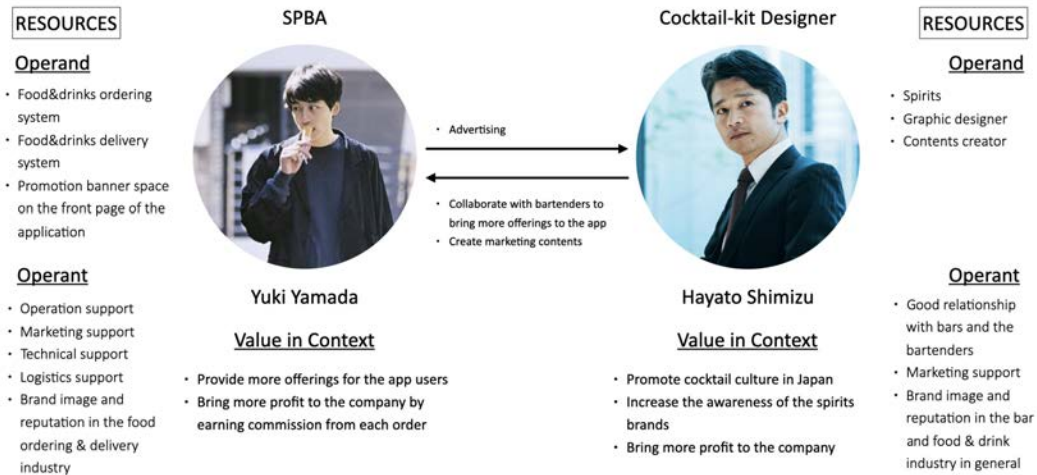 RESOURCES
Operand
• Food&drinks ordering
system
• Food&drinks delivery
system
• Promotion banner space
on the front page of the
application
Operant
• Operation support
• Marketing support
• Technical support
• Logistics support
• Brand image and
reputation in the food
ordering & delivery
industry
SPBA
Yuki Yamada
Value in Context
• Provide more offerings for the app users
• Bring more profit to the company by
earning commission from each order
• Advertising
• Collaborate with bartenders to
bring more offerings to the app
• Create marketing contents
Cocktail-kit Designer
Hayato Shimizu
Value in Context
• Promote cocktail culture in Japan
• Increase the awareness of the spirits
brands
• Bring more profit to the company
RESOURCES
Operand
• Spirits
• Graphic designer
• Contents creator
Operant
• Good relationship
with bars and the
bartenders
• Marketing support
• Brand image and
reputation in the bar
and food & drink
industry in general